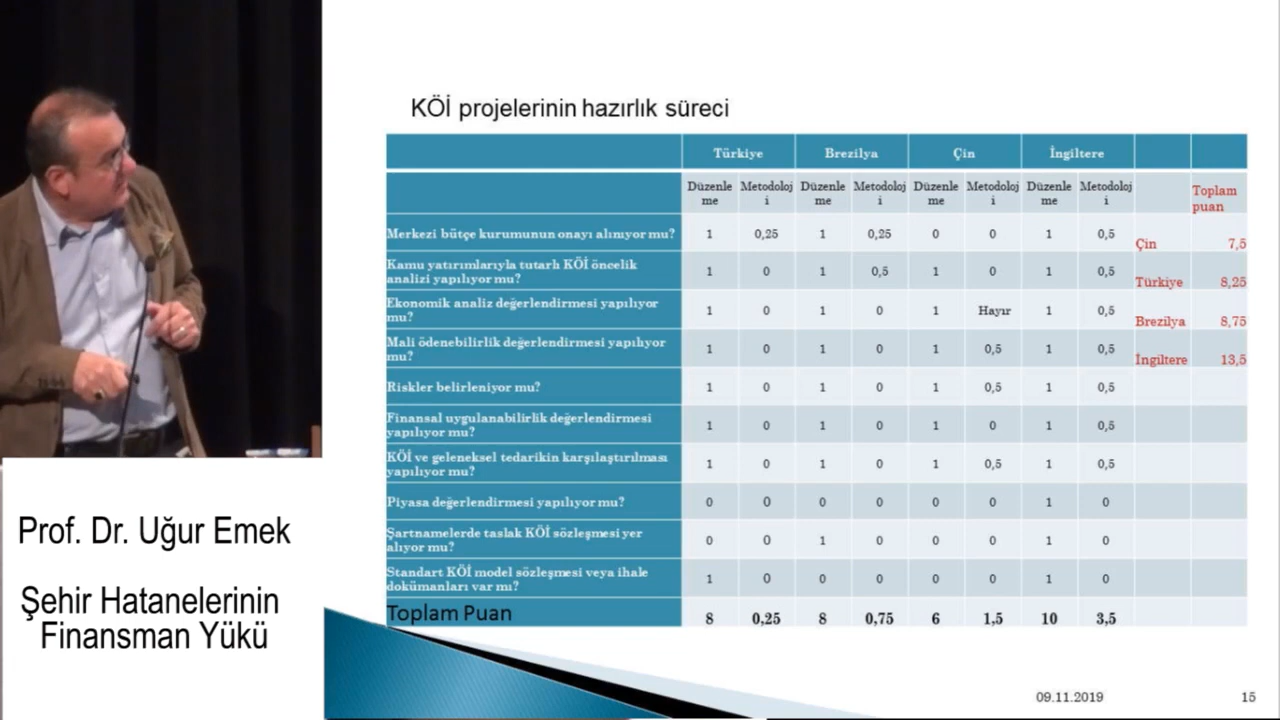 KÖİ projelerinin hazırlık süreci
Türkiye Brezilya Çin İngiltere
Düzenle Metodoloj Düzenle Metodoloj Düzenle Metodoloj Düzenle Metodoloj Toplam
me i me i me i me i puan
Merkezi bütçe kurumunun onayı alınıyor mu? 1 0,25 1 0,25 0 0 1 0,5 Çin 7,5
Kamu yatırımlarıyla tutarlı KÖİ öncelik
analizi yapılıyor mu? 1 0 1 0,5 1 0 1 0,5 Türkiye 8,25
Ekonomik analiz değerlendirmesi yapılıyor
mu? 1 0 1 0 1 Hayır 1 0,5 Brezilya 8,75
Mali ödenebilirlik değerlendirmesi yapılıyor
mu? 1 0 1 0 1 0,5 1 0,5 İngiltere 13,5
Riskler belirleniyor mu? 1 0 1 0 1 0,5 1 0,5
Finansal uygulanabilirlik değerlendirmesi
yapılıyor mu? 1 0 1 0 1 0 1 0,5
KÖİ ve geleneksel tedarikin karşılaştırılması
yapılıyor mu? 1 0 1 0 1 0,5 1 0,5
Piyasa değerlendirmesi yapılıyor mu? 0 0 0 0 0 0 1 0
Şartnamelerde taslak KÖİ sözleşmesi yer
alıyor mu? 0 0 1 0 0 0 1 0
Standart KÖİ model sözleşmesi veya ihale
dokümanları var mı? 1 0 0 0 0 0 1 0
Toplam Puan 8 0,25 8 0,75 6 1,5 10 3,5
09.11.2019 15
Prof. Dr. Uğur Emek
Şehir Hatanelerinin
Finansman Yükü